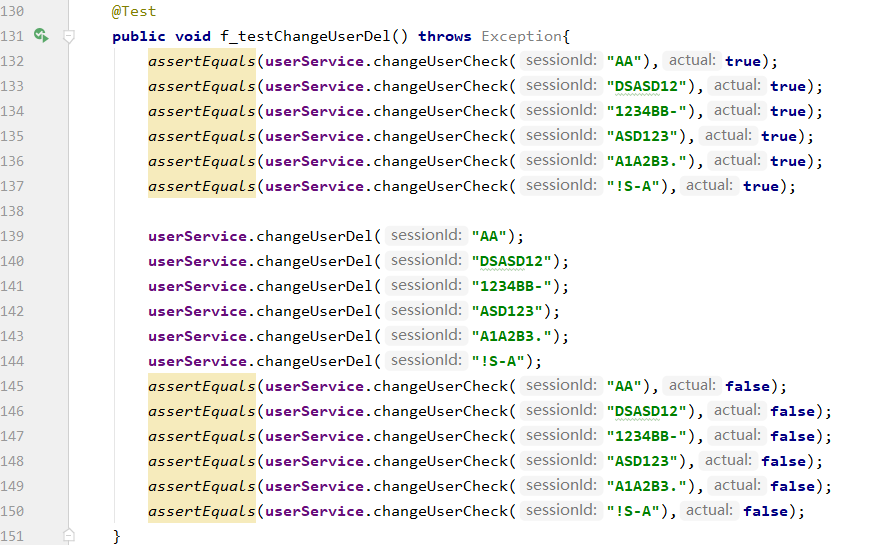 130 @Test
131 public void f_testChangeUserDel() throws Exception{
132 assertEquals(userService.changeUserCheck( sessionId: "AA"), actual: true);
133 assertEquals(userService.changeUserCheck( sessionId: "DSASD12"), actual: true);
134 assertEquals(userService.changeUserCheck( sessionId: "1234BB-"), actual: true);
135 assertEquals(userService.changeUserCheck( sessionId: "ASD123"), actual: true);
136 assertEquals(userService.changeUserCheck( sessionId: "A1A2B3."), actual: true);
137 assertEquals(userService.changeUserCheck( sessionId: "!S-A"), actual: true);
138
139 userService.changeUserDel( sessionId: "AA");
140 userService.changeUserDel( sessionId: "DSASD12");
141 userService.changeUserDel( sessionId: "1234BB-");
142 userService.changeUserDel( sessionId: "ASD123");
143 userService.changeUserDel( sessionId: "A1A2B3.");
144 userService.changeUserDel( sessionId: "!S-A");
145 assertEquals(userService.changeUserCheck( sessionId: "AA"), actual: false);
146 assertEquals(userService.changeUserCheck( sessionId: "DSASD12"), actual: false);
147 assertEquals(userService.changeUserCheck( sessionId: "1234BB-"), actual: false);
148 assertEquals(userService.changeUserCheck( sessionId: "ASD123"), actual: false);
149 assertEquals(userService.changeUserCheck( sessionId: "A1A2B3."), actual: false);
150 assertEquals(userService.changeUserCheck( sessionId: "!S-A"), actual: false);
151 }